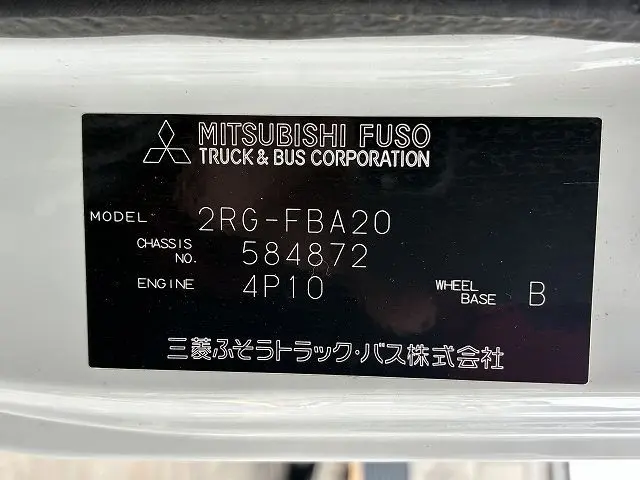 MITSUBISHI FUSO
TRUCK & BUS CORPORATION
MODEL 2RG-FBA20
CHASSIS NO. 584872
ENGINE 4P10 WHEEL BASE B
三菱ふそうトラック・バス株式会社